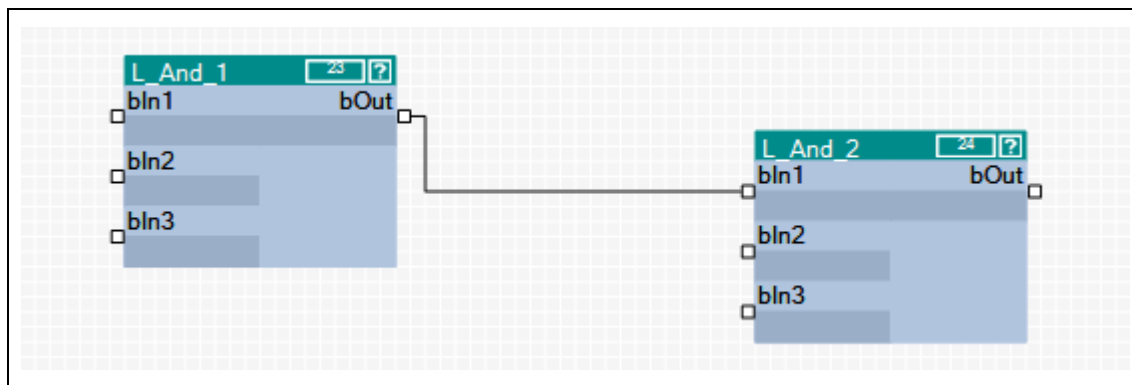 L_And_1 23 ?
bIn1 bOut
bIn2
bIn3
L_And_2 24 ?
bIn1 bOut
bIn2
bIn3